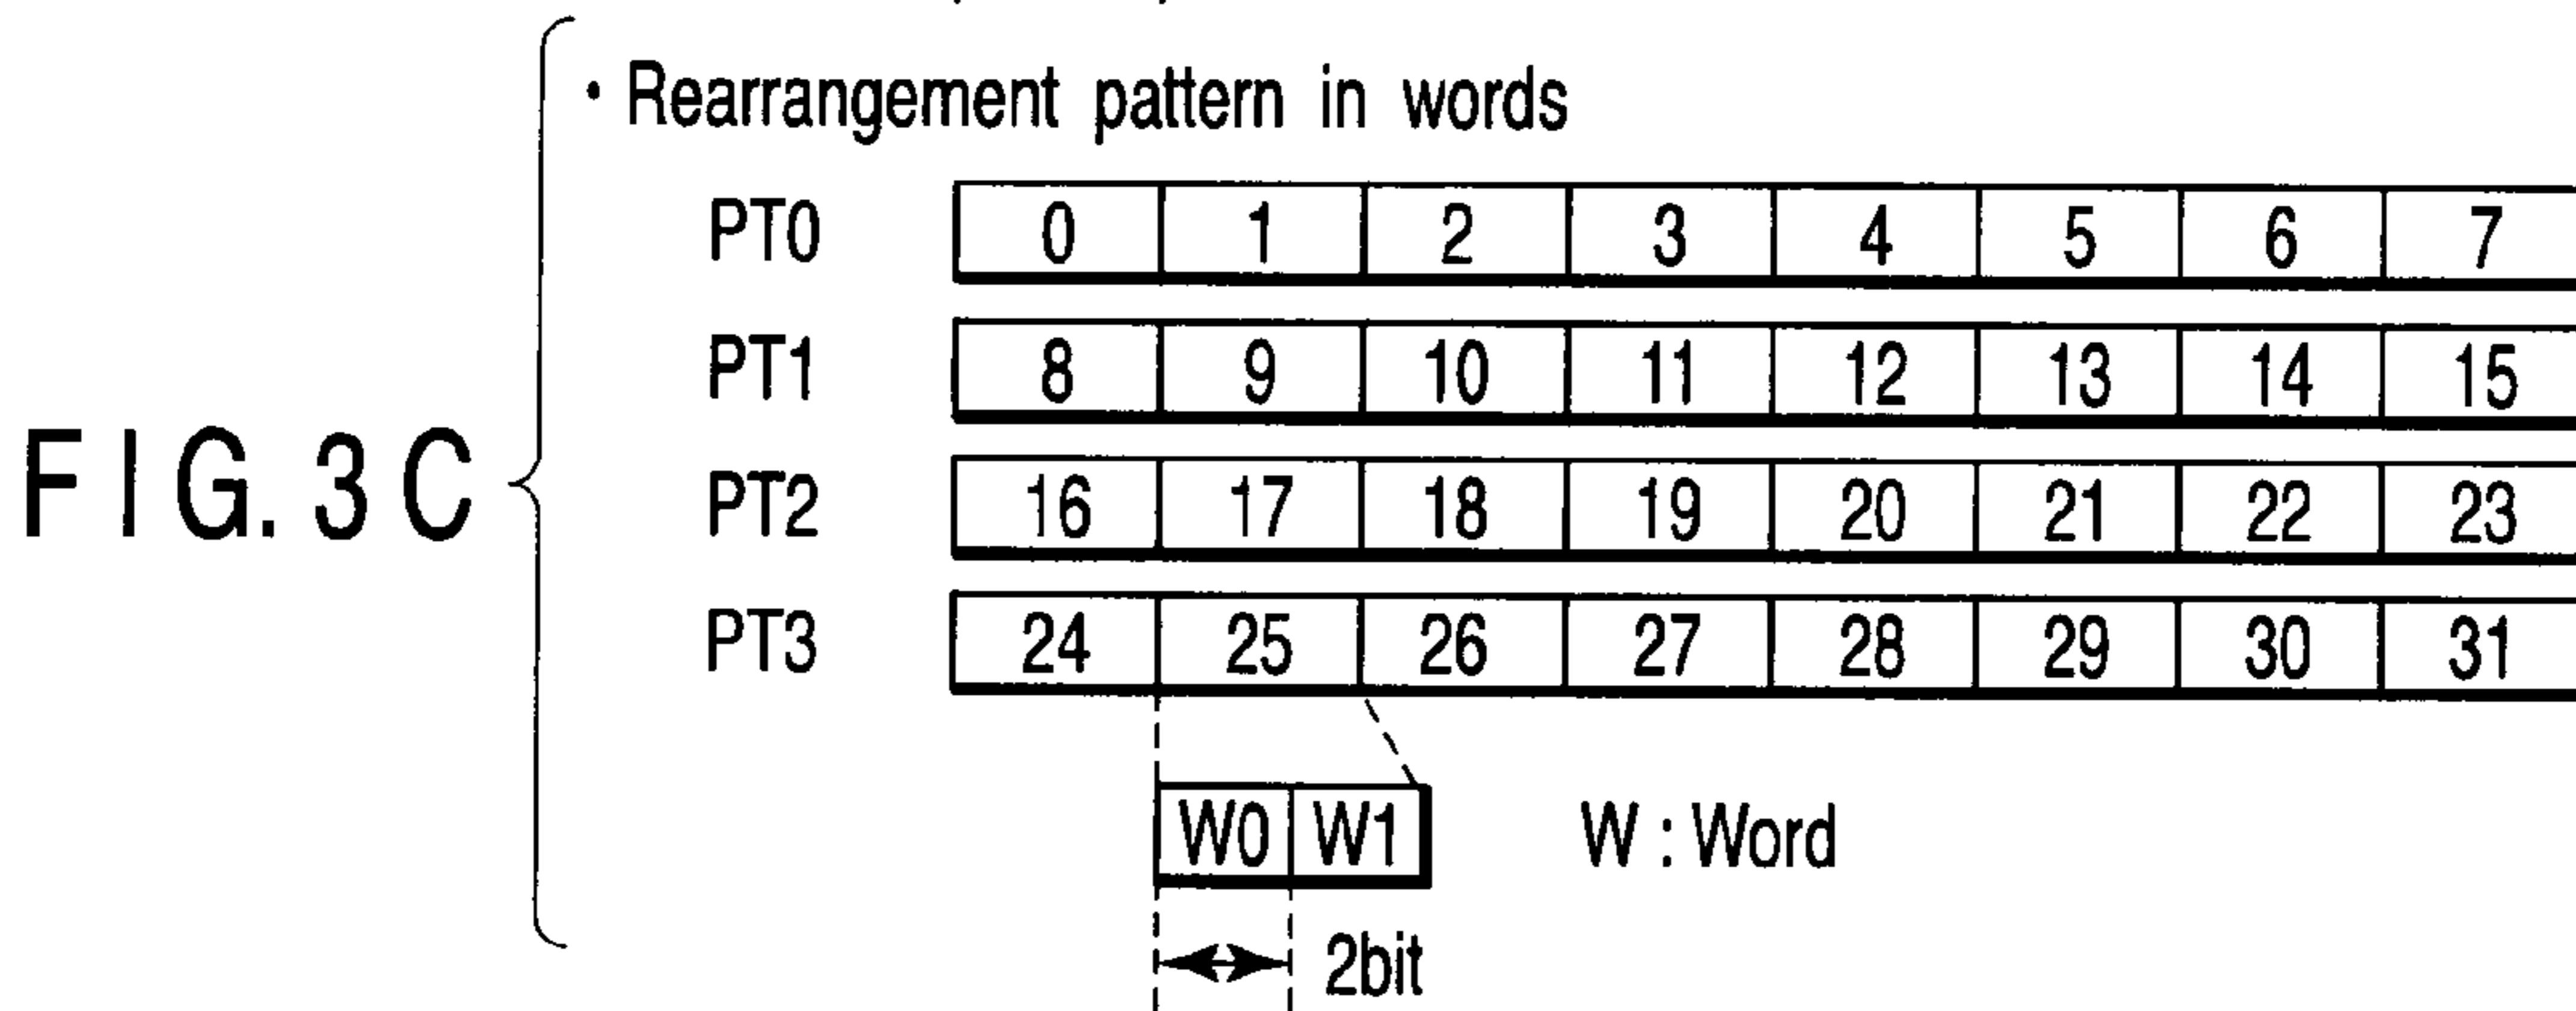 • Rearrangement pattern in words
PT0 0 1 2 3 4 5 6 7
PT1 8 9 10 11 12 13 14 15
FIG. 3C
PT2 16 17 18 19 20 21 22 23
PT3 24 25 26 27 28 29 30 31
W0 W1 W : Word
2bit